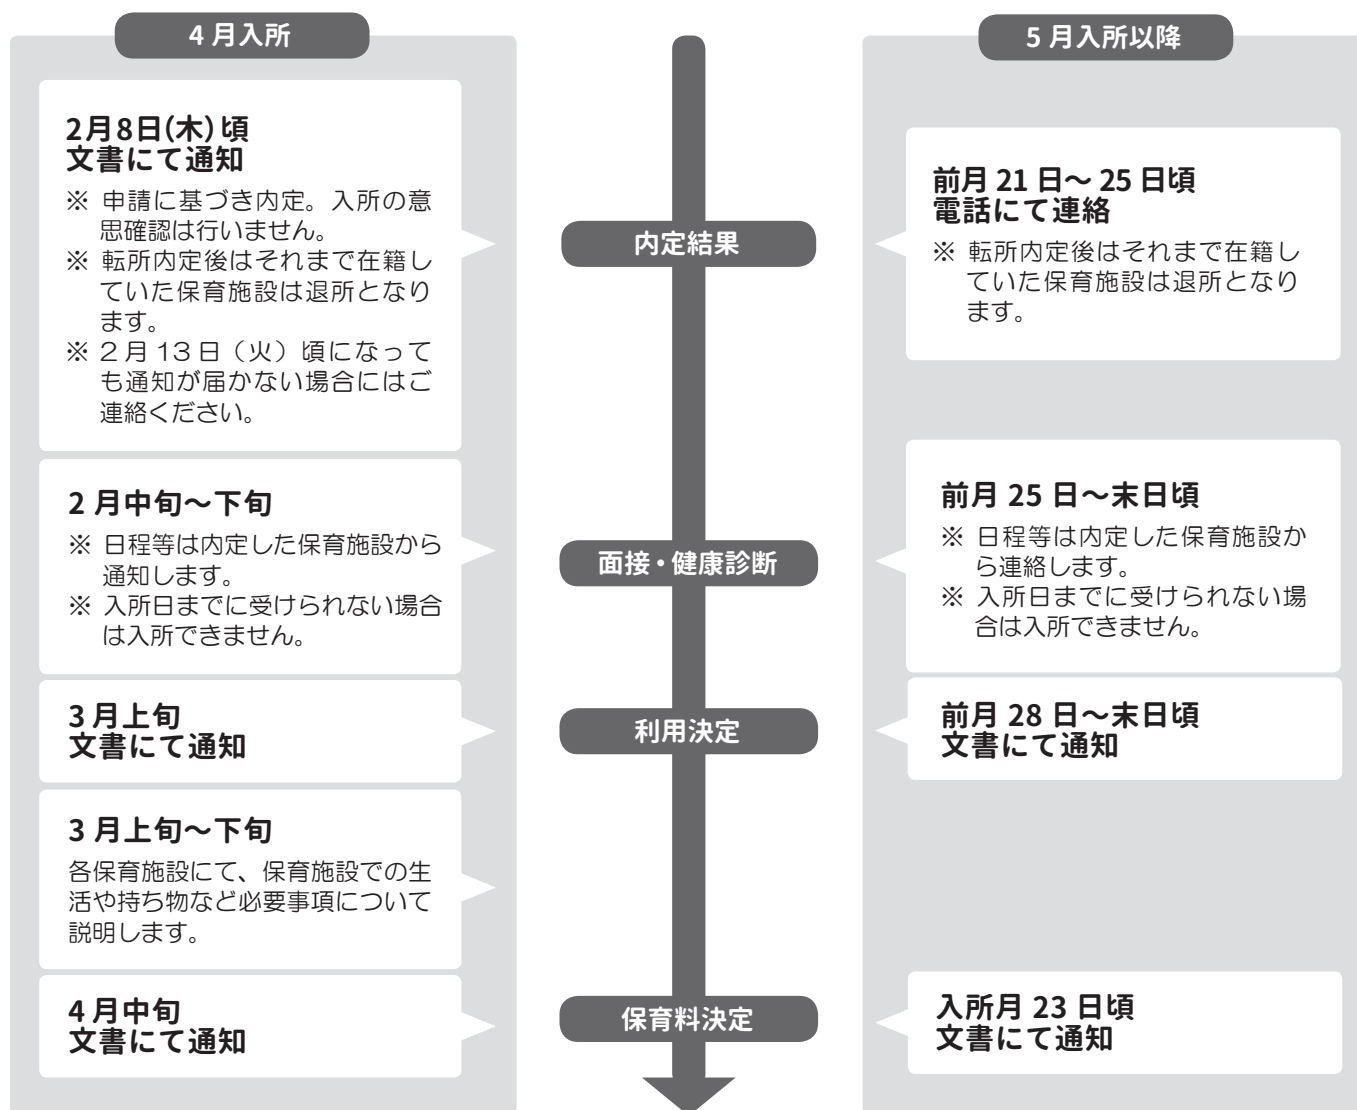 4月入所
2月8日(木)頃
文書にて通知
※ 申請に基づき内定。入所の意
思確認は行いません。
※ 転所内定後はそれまで在籍し
ていた保育施設は退所となり
ます。
※ 2月13日（火）頃になって
も通知が届かない場合にはご
連絡ください。
2月中旬～下旬
※ 日程等は内定した保育施設から
通知します。
※ 入所日までに受けられない場合
は入所できません。
3月上旬
文書にて通知
3月上旬～下旬
各保育施設にて、保育施設での生
活や持ち物など必要事項について
説明します。
4月中旬
文書にて通知
内定結果
面接・健康診断
利用決定
保育料決定
5月入所以降
前月 21 日～ 25 日頃
電話にて連絡
※ 転所内定後はそれまで在籍し
ていた保育施設は退所となり
ます。
前月 25 日～末日頃
※ 日程等は内定した保育施設か
ら連絡します。
※ 入所日までに受けられない場
合は入所できません。
前月 28 日～末日頃
文書にて通知
入所月 23 日頃
文書にて通知